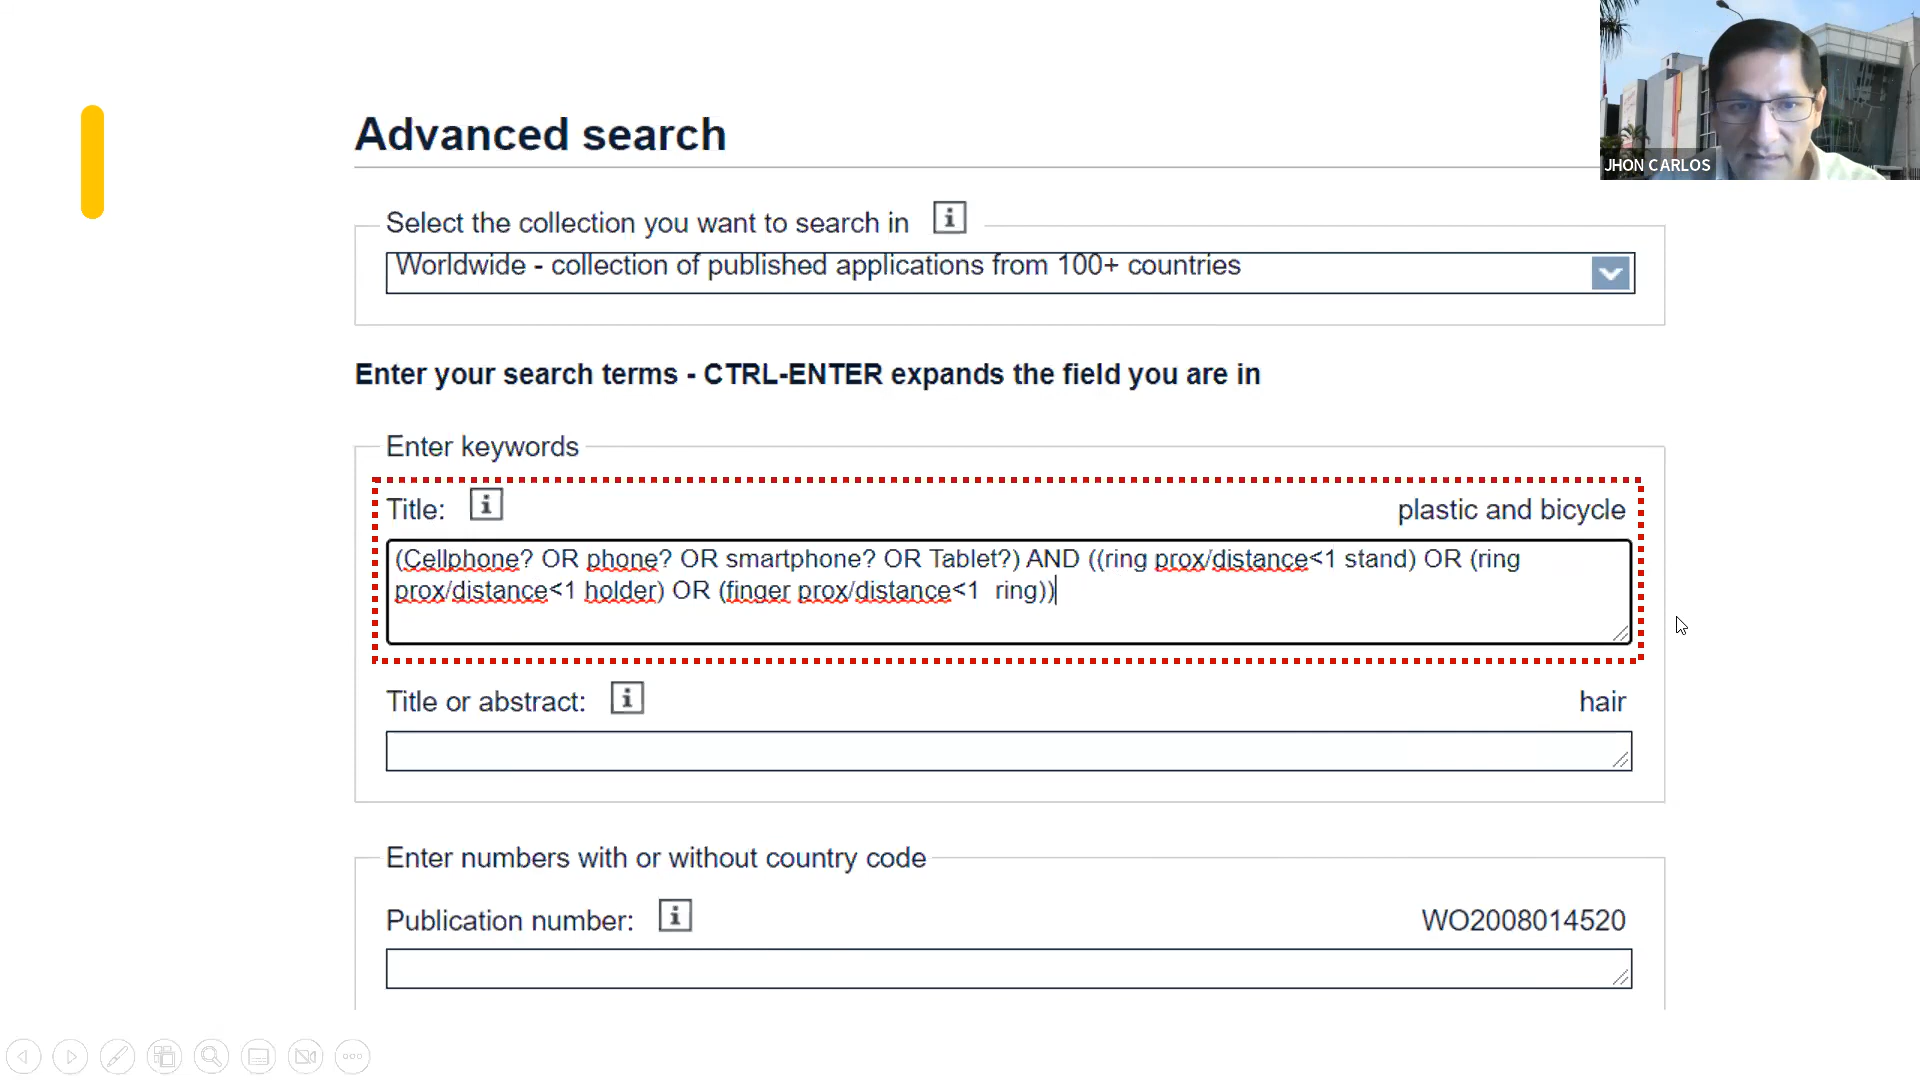 JHON CARLOS
Advanced search
Select the collection you want to search in
Worldwide - collection of published applications from 100+ countries
Enter your search terms - CTRL-ENTER expands the field you are in
Enter keywords
Title: plastic and bicycle
(Cellphone? OR phone? OR smartphone? OR Tablet?) AND ((ring prox/distance<1 stand) OR (ring
prox/distance<1 holder) OR (finger prox/distance<1  ring))
Title or abstract: hair
Enter numbers with or without country code
Publication number: WO2008014520